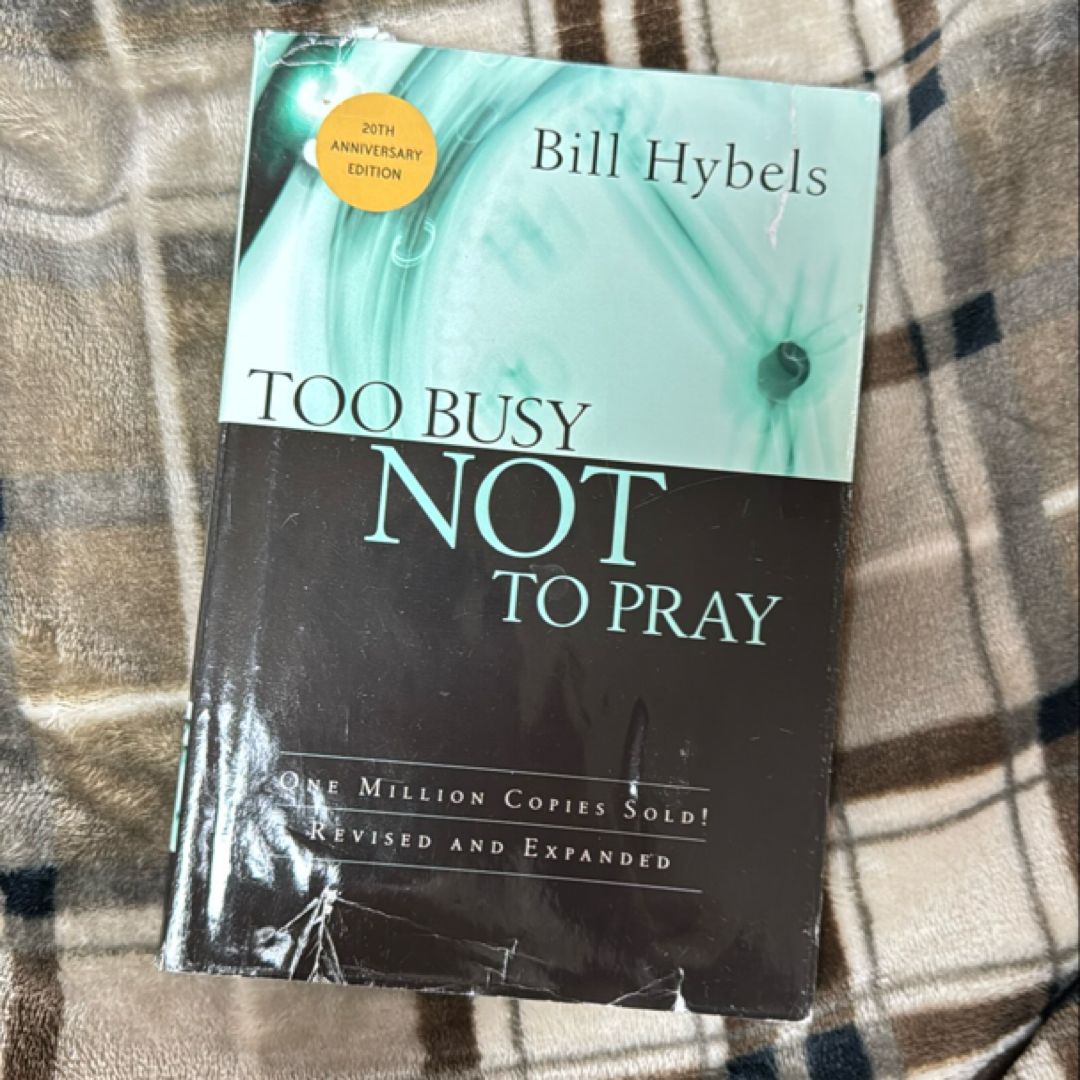 20TH
ANNIVERSARY
EDITION
Bill Hybels
TOO BUSY
NOT
TO PRAY
ONE MILLION COPIES SOLD!
REVISED AND EXPANDED